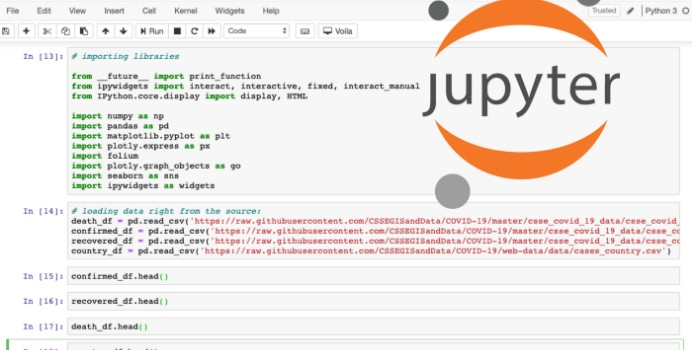 File Edit View Insert Cell Kernel Widgets Help Trusted Python 3
Run Code Voila
jupyter
In [13]: # importing libraries
from __future__ import print_function
from ipywidgets import interact, interactive, fixed, interact_manual
from IPython.core.display import display, HTML
import numpy as np
import pandas as pd
import matplotlib.pyplot as plt
import plotly.express as px
import folium
import plotly.graph_objects as go
import seaborn as sns
import ipywidgets as widgets
In [14]: # loading data right from the source:
death_df = pd.read_csv('https://raw.githubusercontent.com/CSSEGISandData/COVID-19/master/csse_covid_19_data/csse_covid_
confirmed_df = pd.read_csv('https://raw.githubusercontent.com/CSSEGISandData/COVID-19/master/csse_covid_19_data/csse_co
recovered_df = pd.read_csv('https://raw.githubusercontent.com/CSSEGISandData/COVID-19/master/csse_covid_19_data/csse_co
country_df = pd.read_csv('https://raw.githubusercontent.com/CSSEGISandData/COVID-19/web-data/data/cases_country.csv')
In [15]: confirmed_df.head()
In [16]: recovered_df.head()
In [17]: death_df.head()